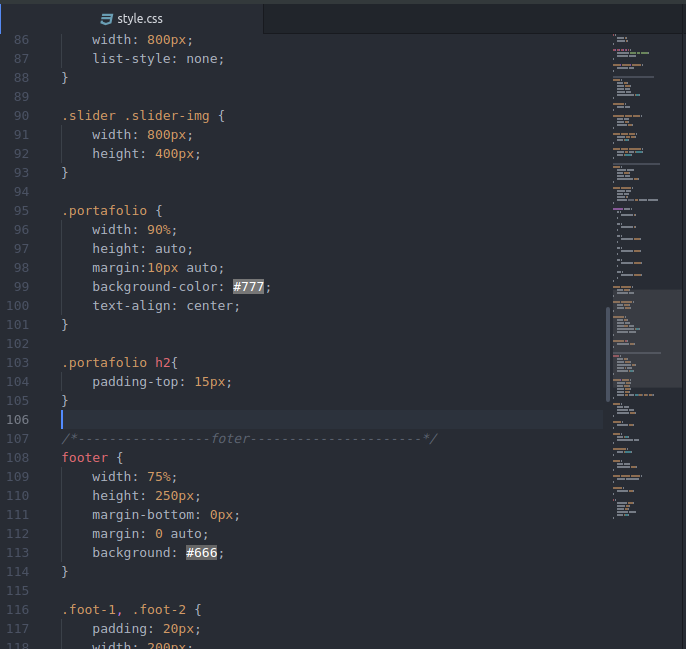 style.css
86 width: 800px;
87 list-style: none;
88 }
89
90 .slider .slider-img {
91 width: 800px;
92 height: 400px;
93 }
94
95 .portafolio {
96 width: 90%;
97 height: auto;
98 margin:10px auto;
99 background-color: #777;
100 text-align: center;
101 }
102
103 .portafolio h2{
104 padding-top: 15px;
105 }
106
107 /*-----------------foter----------------------*/
108 footer {
109 width: 75%;
110 height: 250px;
111 margin-bottom: 0px;
112 margin: 0 auto;
113 background: #666;
114 }
115
116 .foot-1, .foot-2 {
117 padding: 20px;
118 width: 200px;